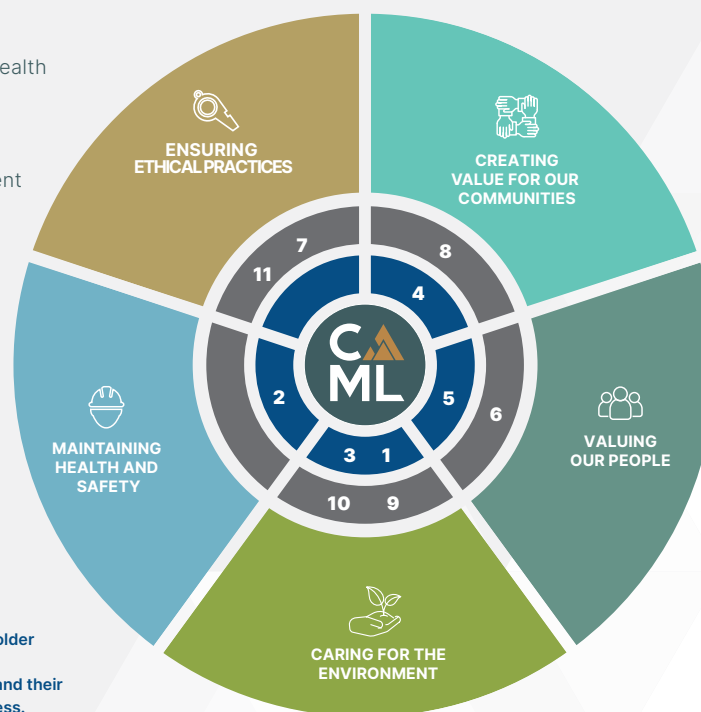 ealth
ent
ENSURING
ETHICAL PRACTICES
CREATING
VALUE FOR OUR
COMMUNITIES
7
8
11
4
CAML
2
5
6
3 1
10 9
MAINTAINING
HEALTH AND
SAFETY
VALUING
OUR PEOPLE
CARING FOR THE
ENVIRONMENT
older
and their
ess.